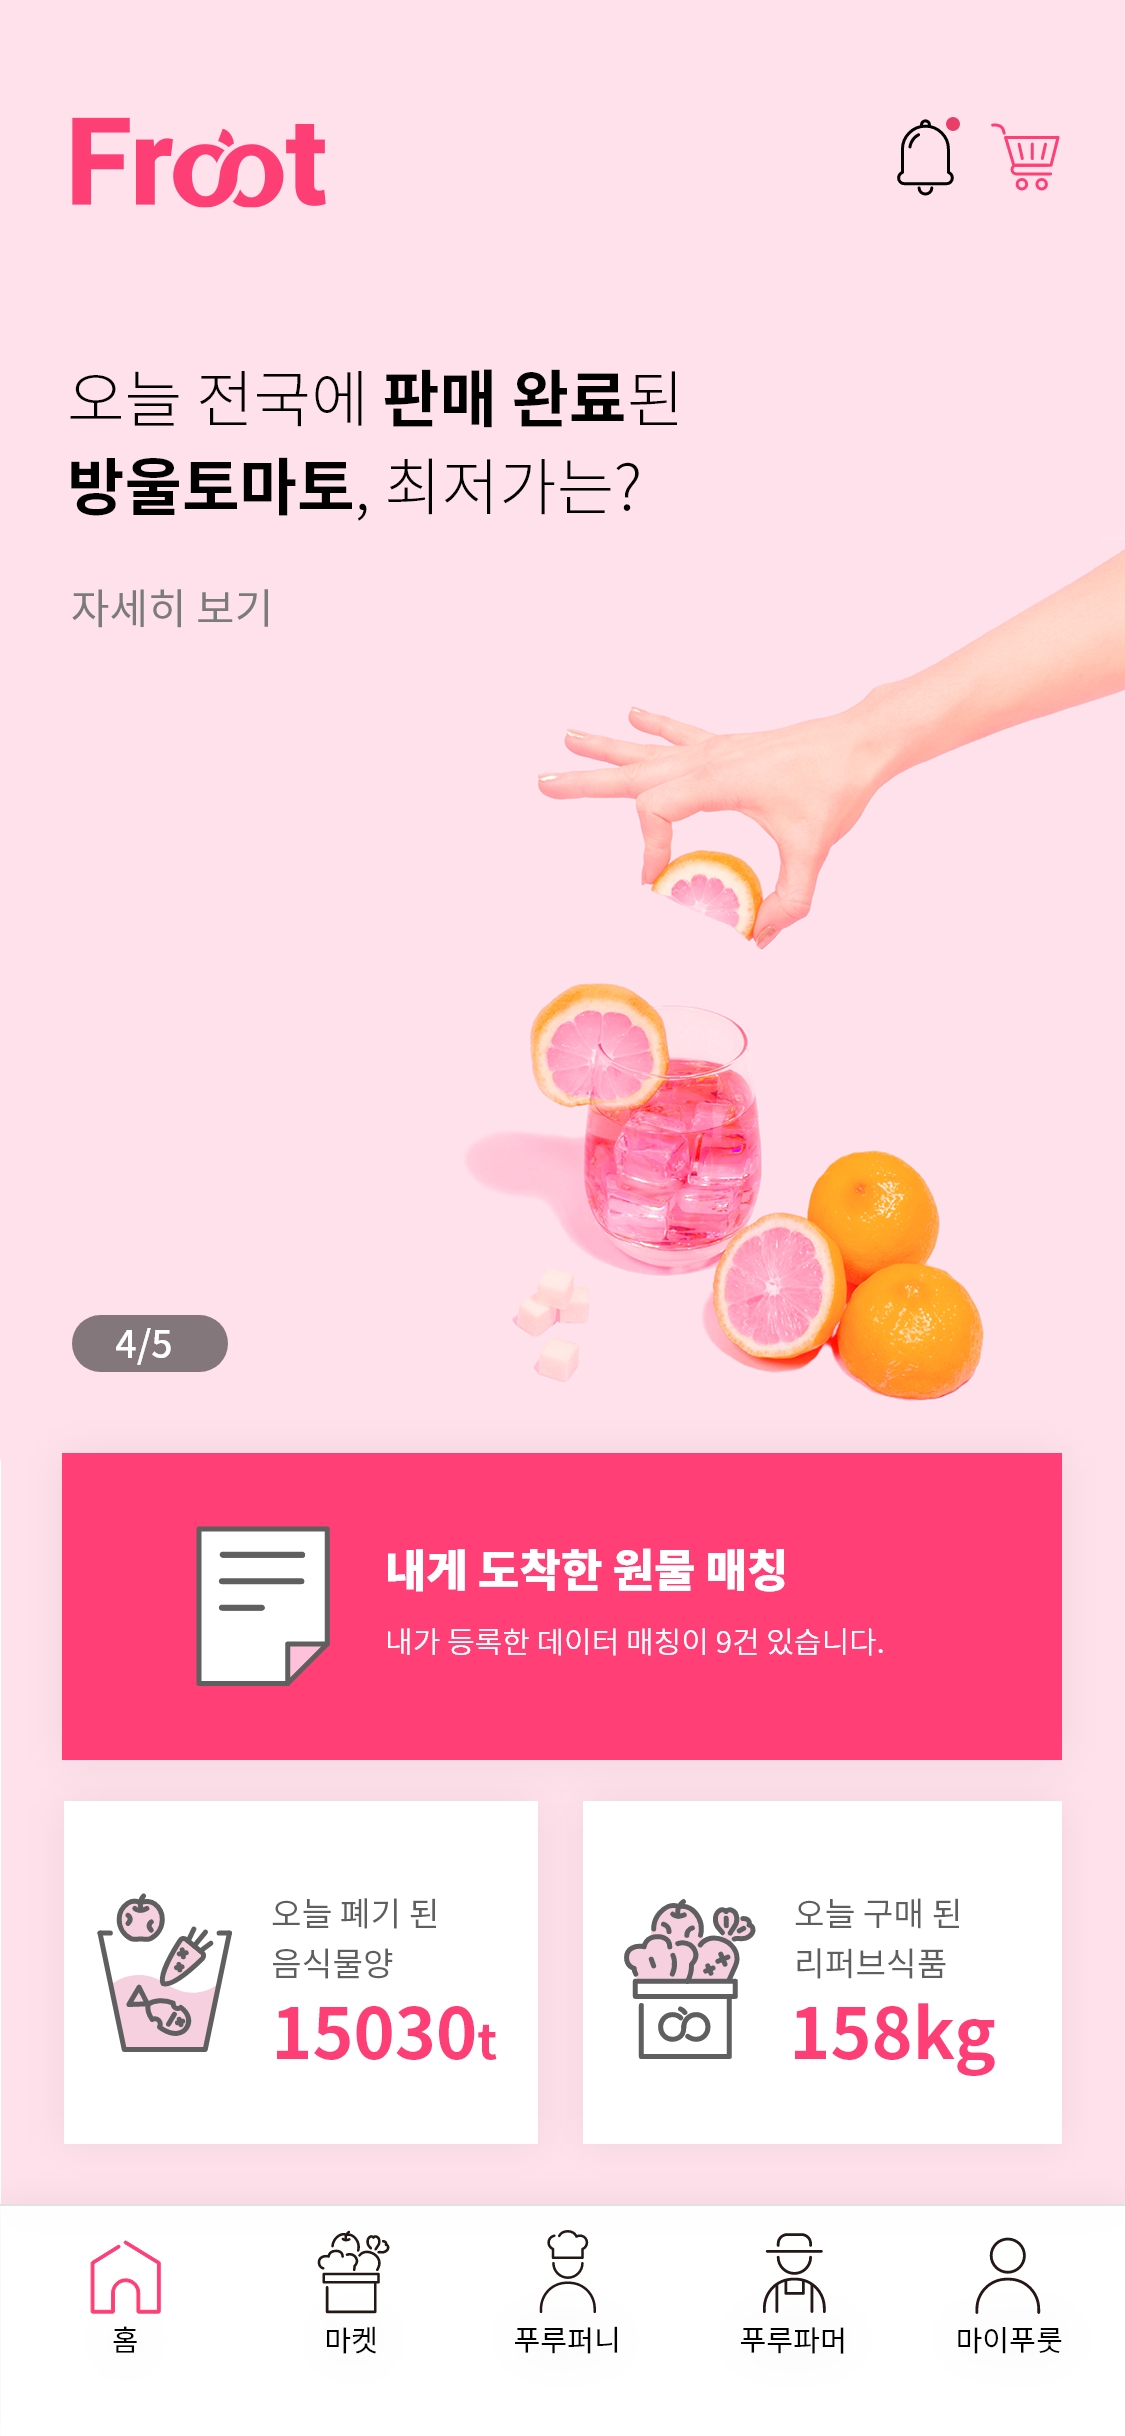 Froot
오늘 전국에 판매 완료된
방울토마토, 최저가는?
자세히 보기
4/5
내게 도착한 원물 매칭
내가 등록한 데이터 매칭이 9건 있습니다.
오늘 폐기 된
음식물양
15030t
오늘 구매 된
리퍼브식품
158kg
홈
마켓
푸루퍼니
푸루파머
마이푸룻